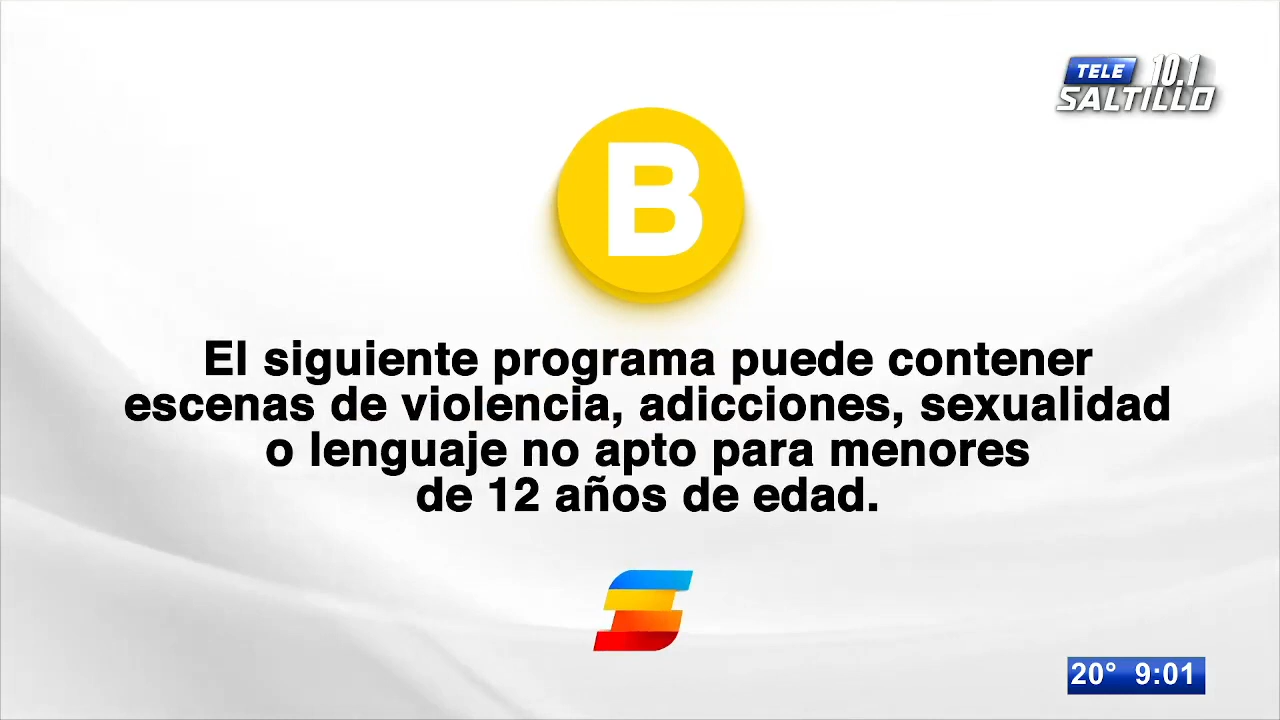 TELE 10.1
SALTILLO
B
El siguiente programa puede contener
escenas de violencia, adicciones, sexualidad
o lenguaje no apto para menores
de 12 años de edad.
S
20° 9:01